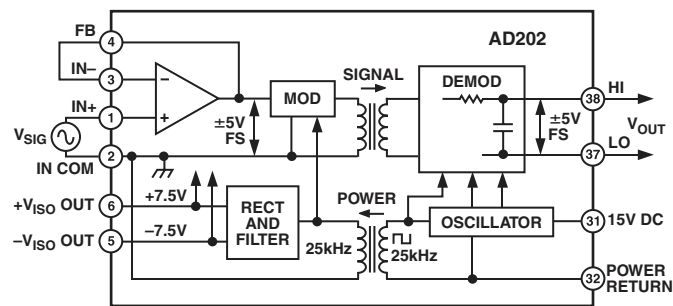 FB
4
AD202
IN–
3
SIGNAL
DEMOD
IN+
1
MOD
±5V
FS
±5V
FS
38
HI
V_SIG
V_OUT
2
IN COM
37
LO
+V_ISO OUT
6
+7.5V
RECT
AND
FILTER
POWER
OSCILLATOR
31
15V DC
–V_ISO OUT
5
–7.5V
25kHz
25kHz
32
POWER
RETURN